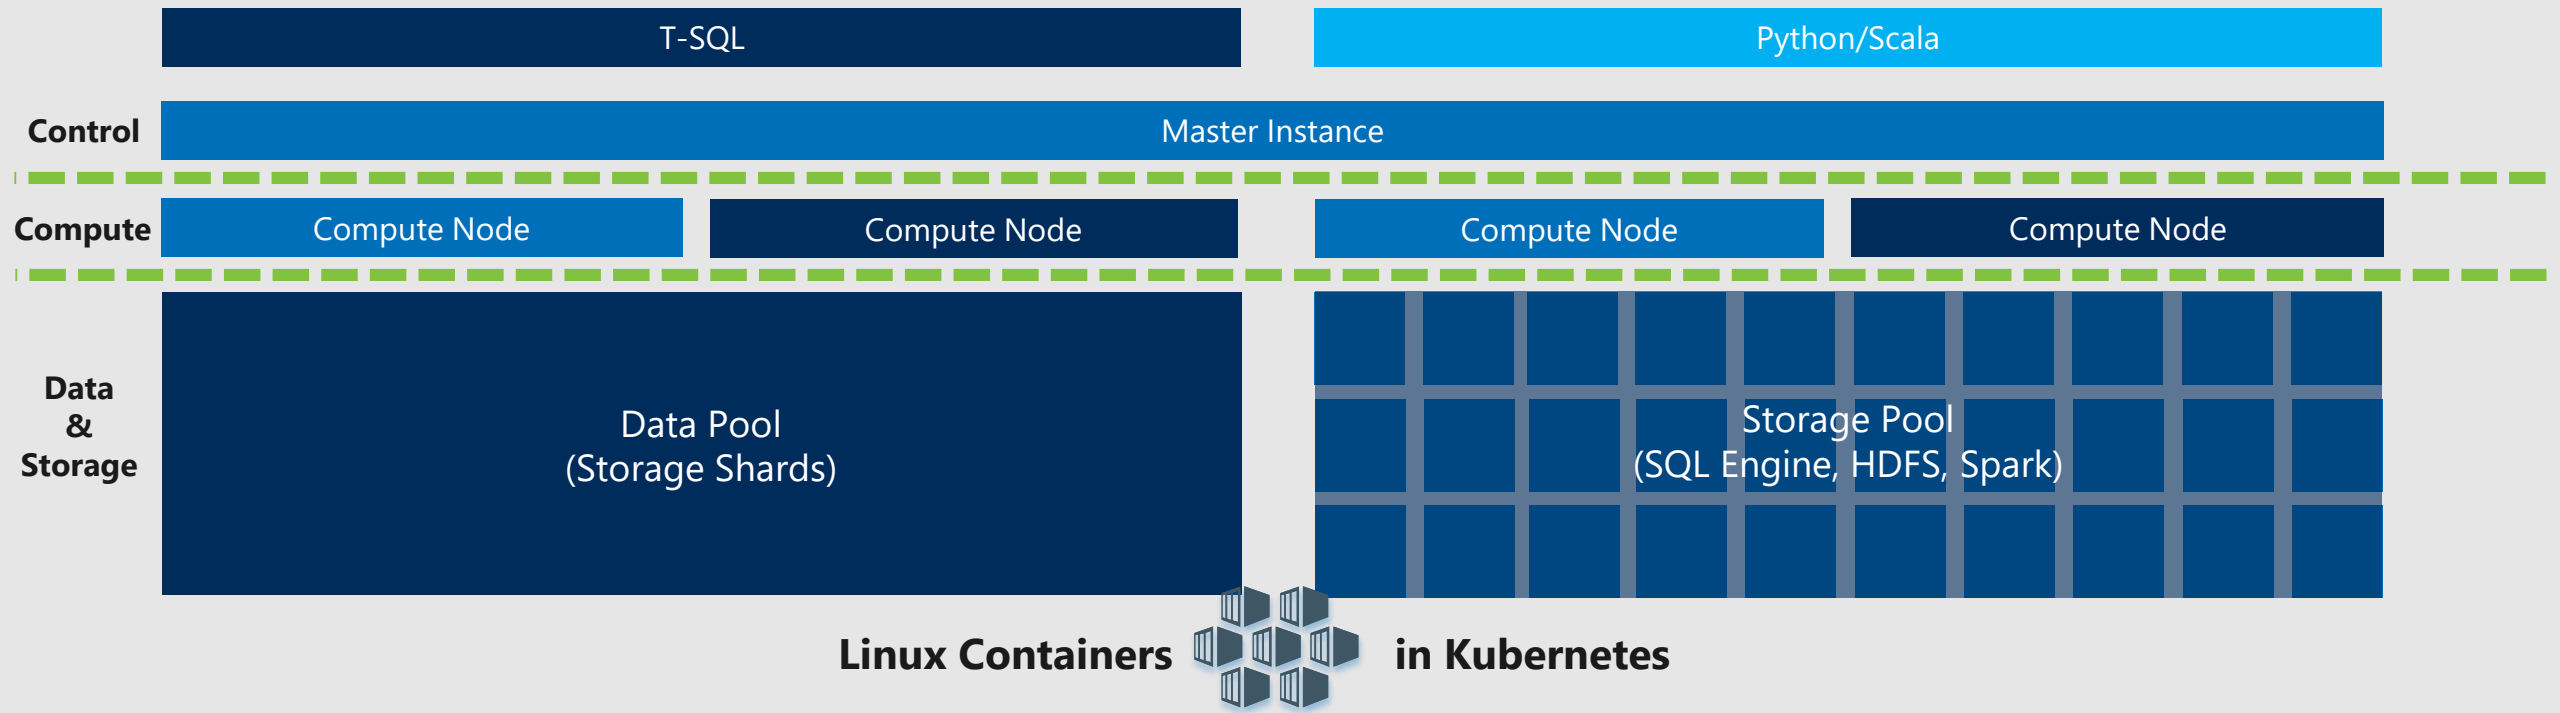 T-SQL
Python/Scala
Control
Master Instance
Compute
Compute Node
Compute Node
Compute Node
Compute Node
Data
&
Storage
Data Pool
(Storage Shards)
Storage Pool
(SQL Engine, HDFS, Spark)
Linux Containers
in Kubernetes